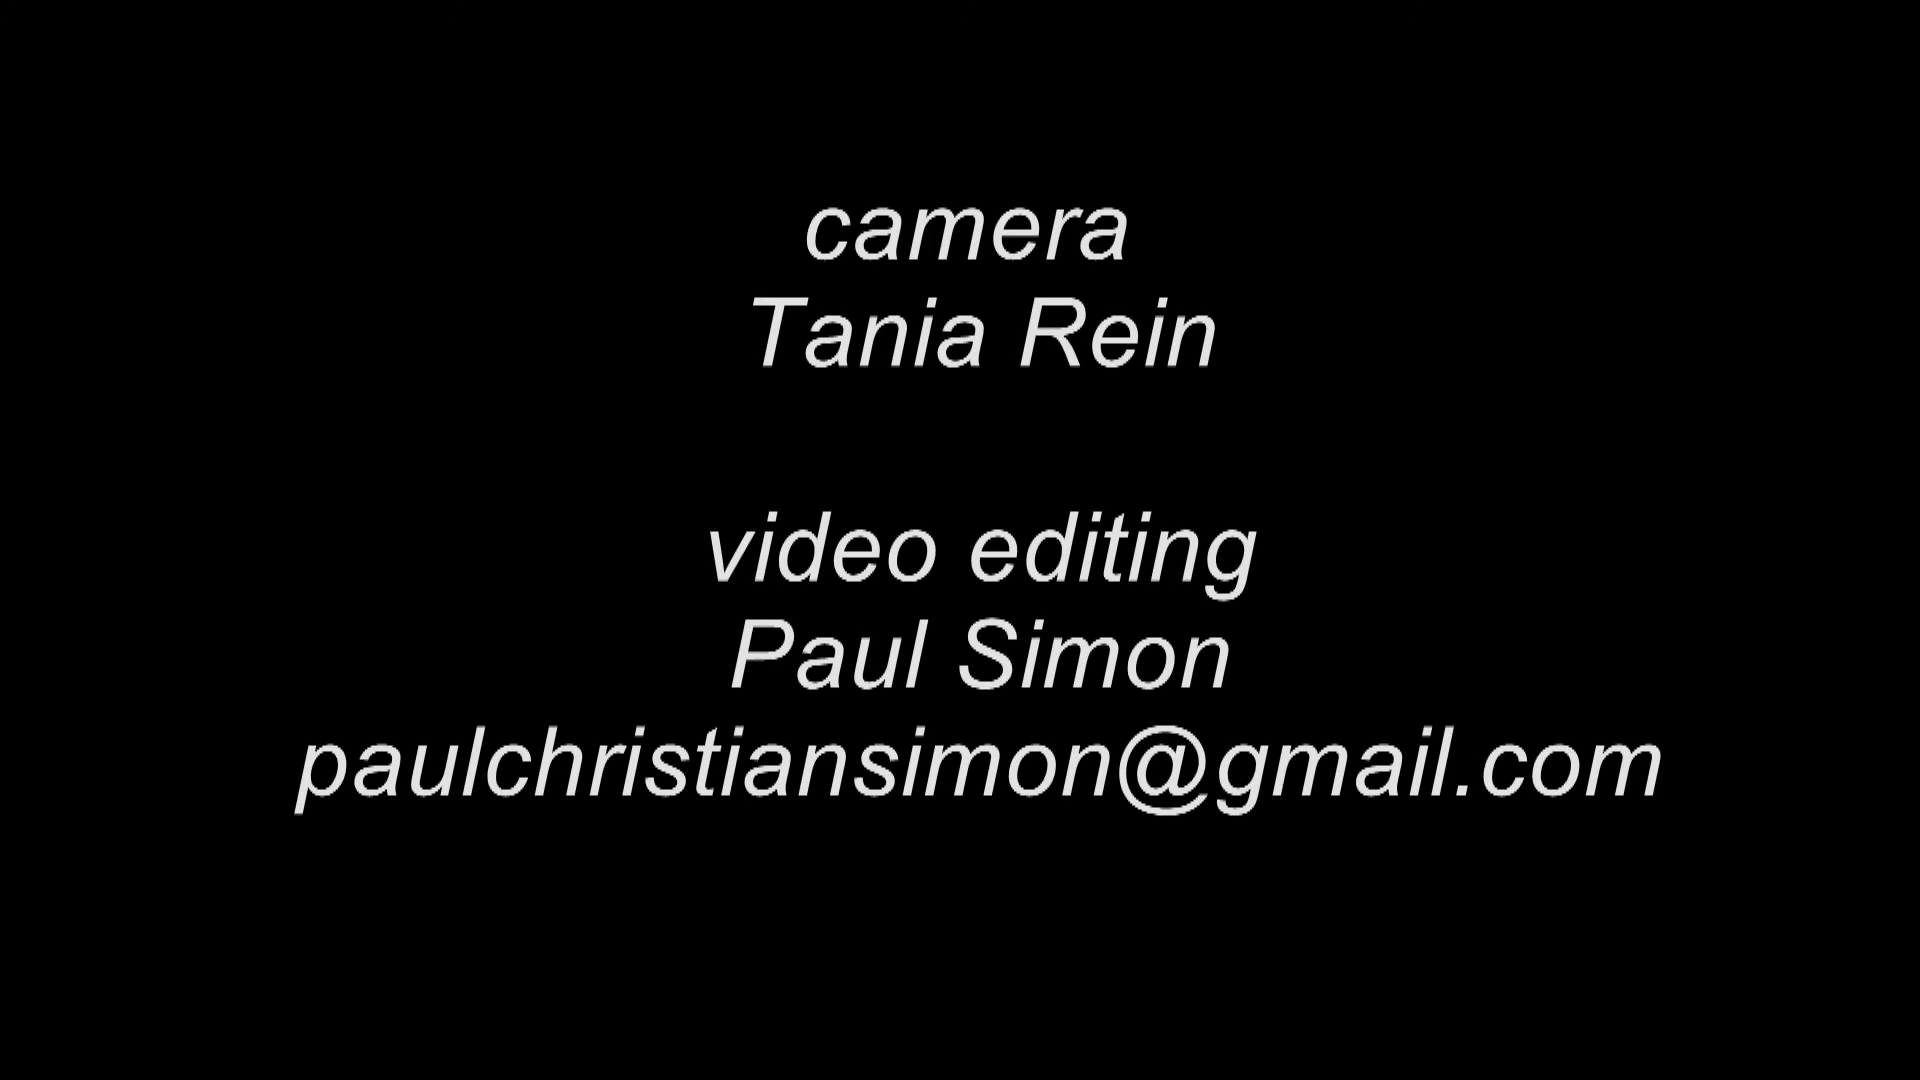 camera
Tania Rein
video editing
Paul Simon
paulchristiansimon@gmail.com